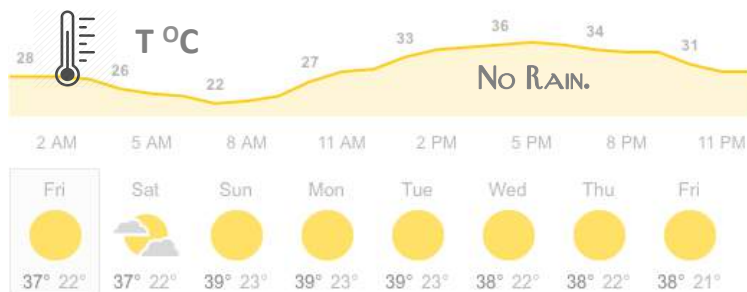 T °C
28 26 22 27 33 36 34 31
No Rain.
2 AM 5 AM 8 AM 11 AM 2 PM 5 PM 8 PM 11 PM
Fri Sat Sun Mon Tue Wed Thu Fri
37° 22° 37° 22° 39° 23° 39° 23° 39° 23° 38° 22° 38° 22° 38° 21°